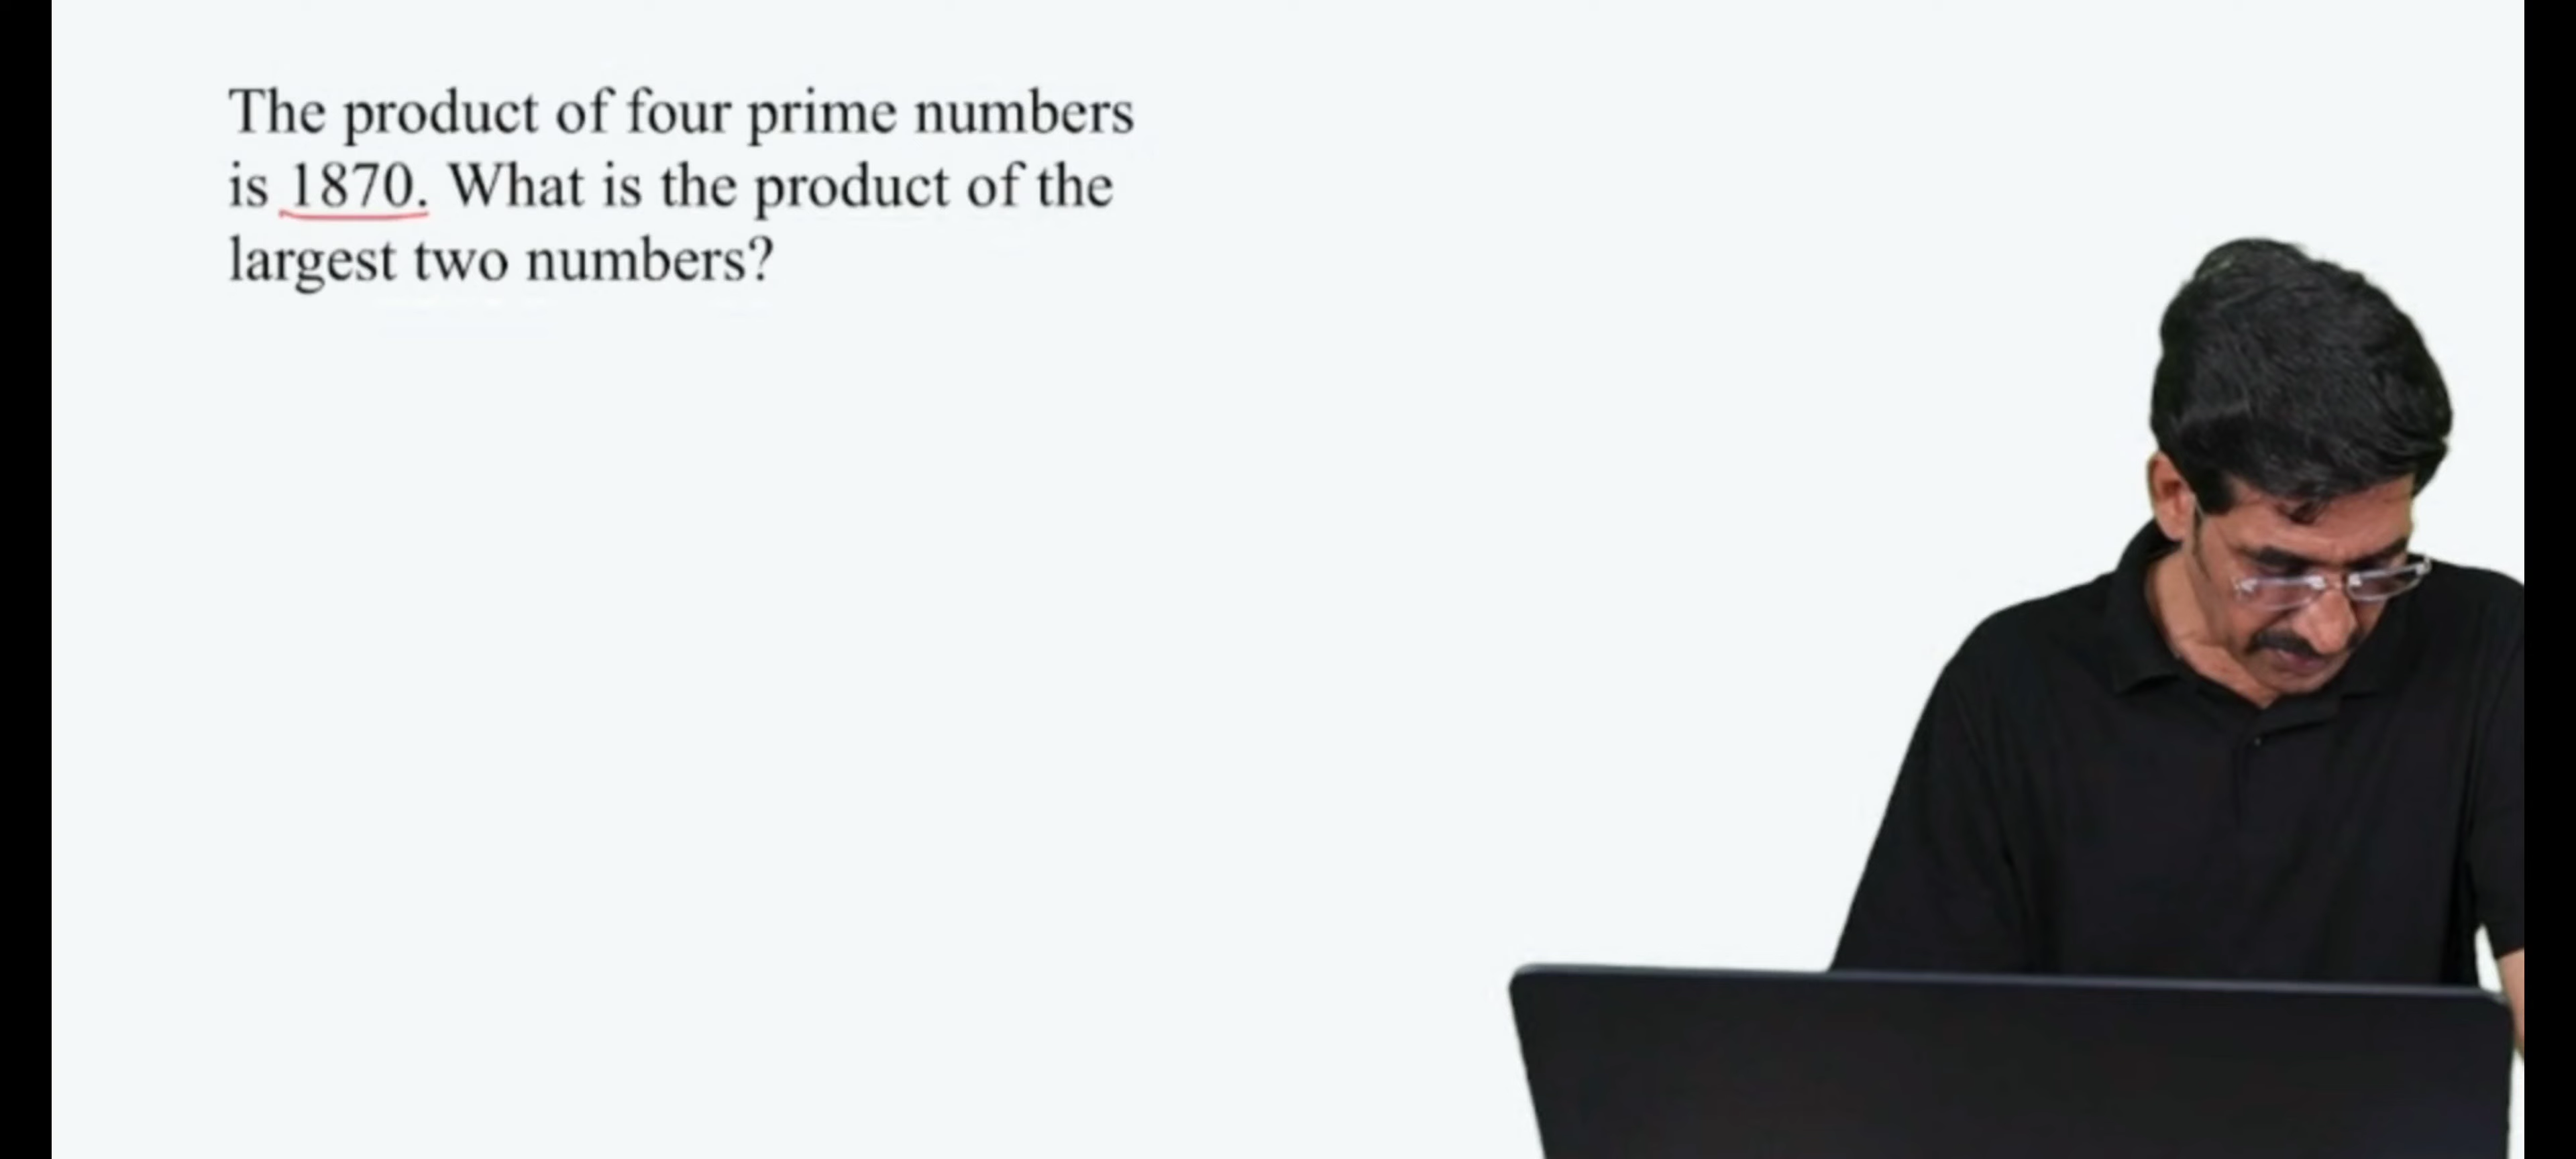 The product of four prime numbers
is 1870. What is the product of the
largest two numbers?